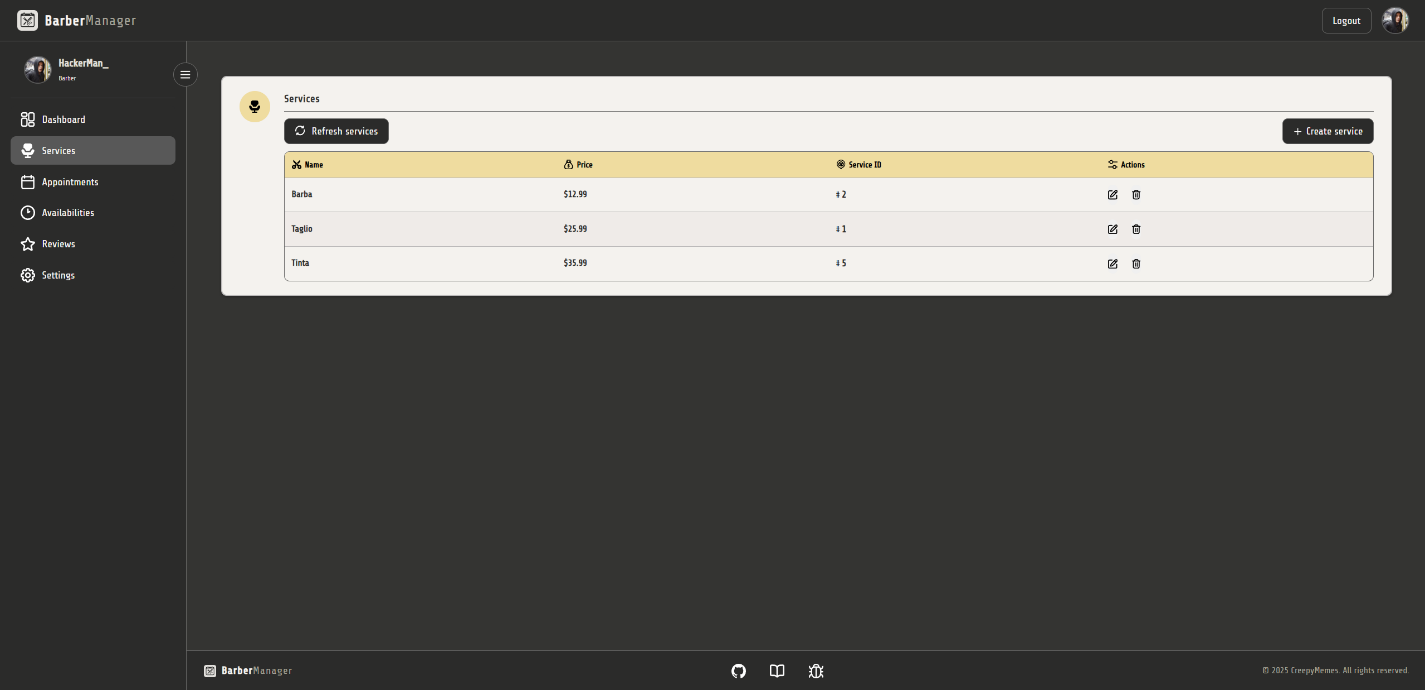 BarberManager
Logout
HackerMan_
Barber
Dashboard
Services
Appointments
Availabilities
Reviews
Settings
Services
Refresh services
Create service
Name Price Service ID Actions
Barba $12.99 # 2
Taglio $25.99 # 1
Tinta $35.99 # 5
BarberManager
© 2025 CreepyMemes. All rights reserved.